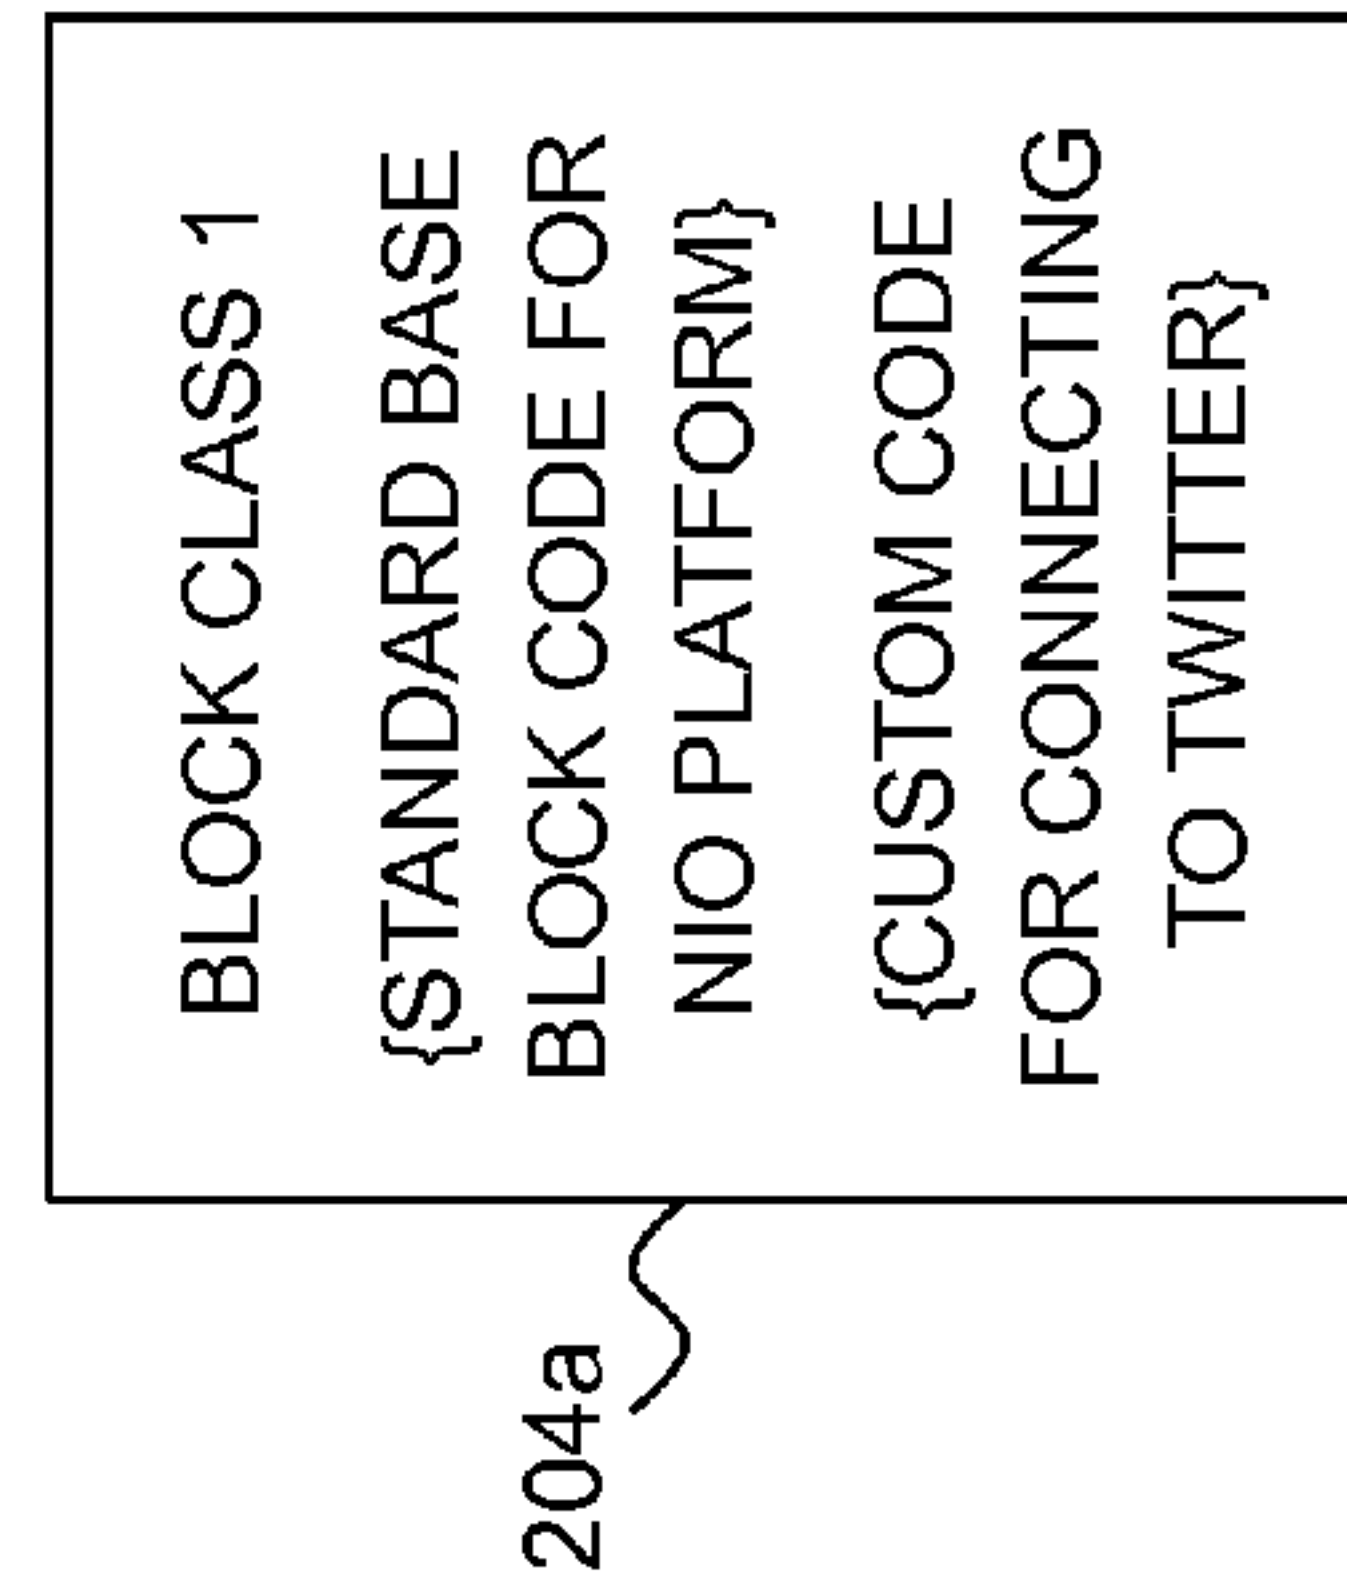 BLOCK CLASS 1
{STANDARD BASE
BLOCK CODE FOR
NIO PLATFORM}
{CUSTOM CODE
FOR CONNECTING
TO TWITTER}
204a